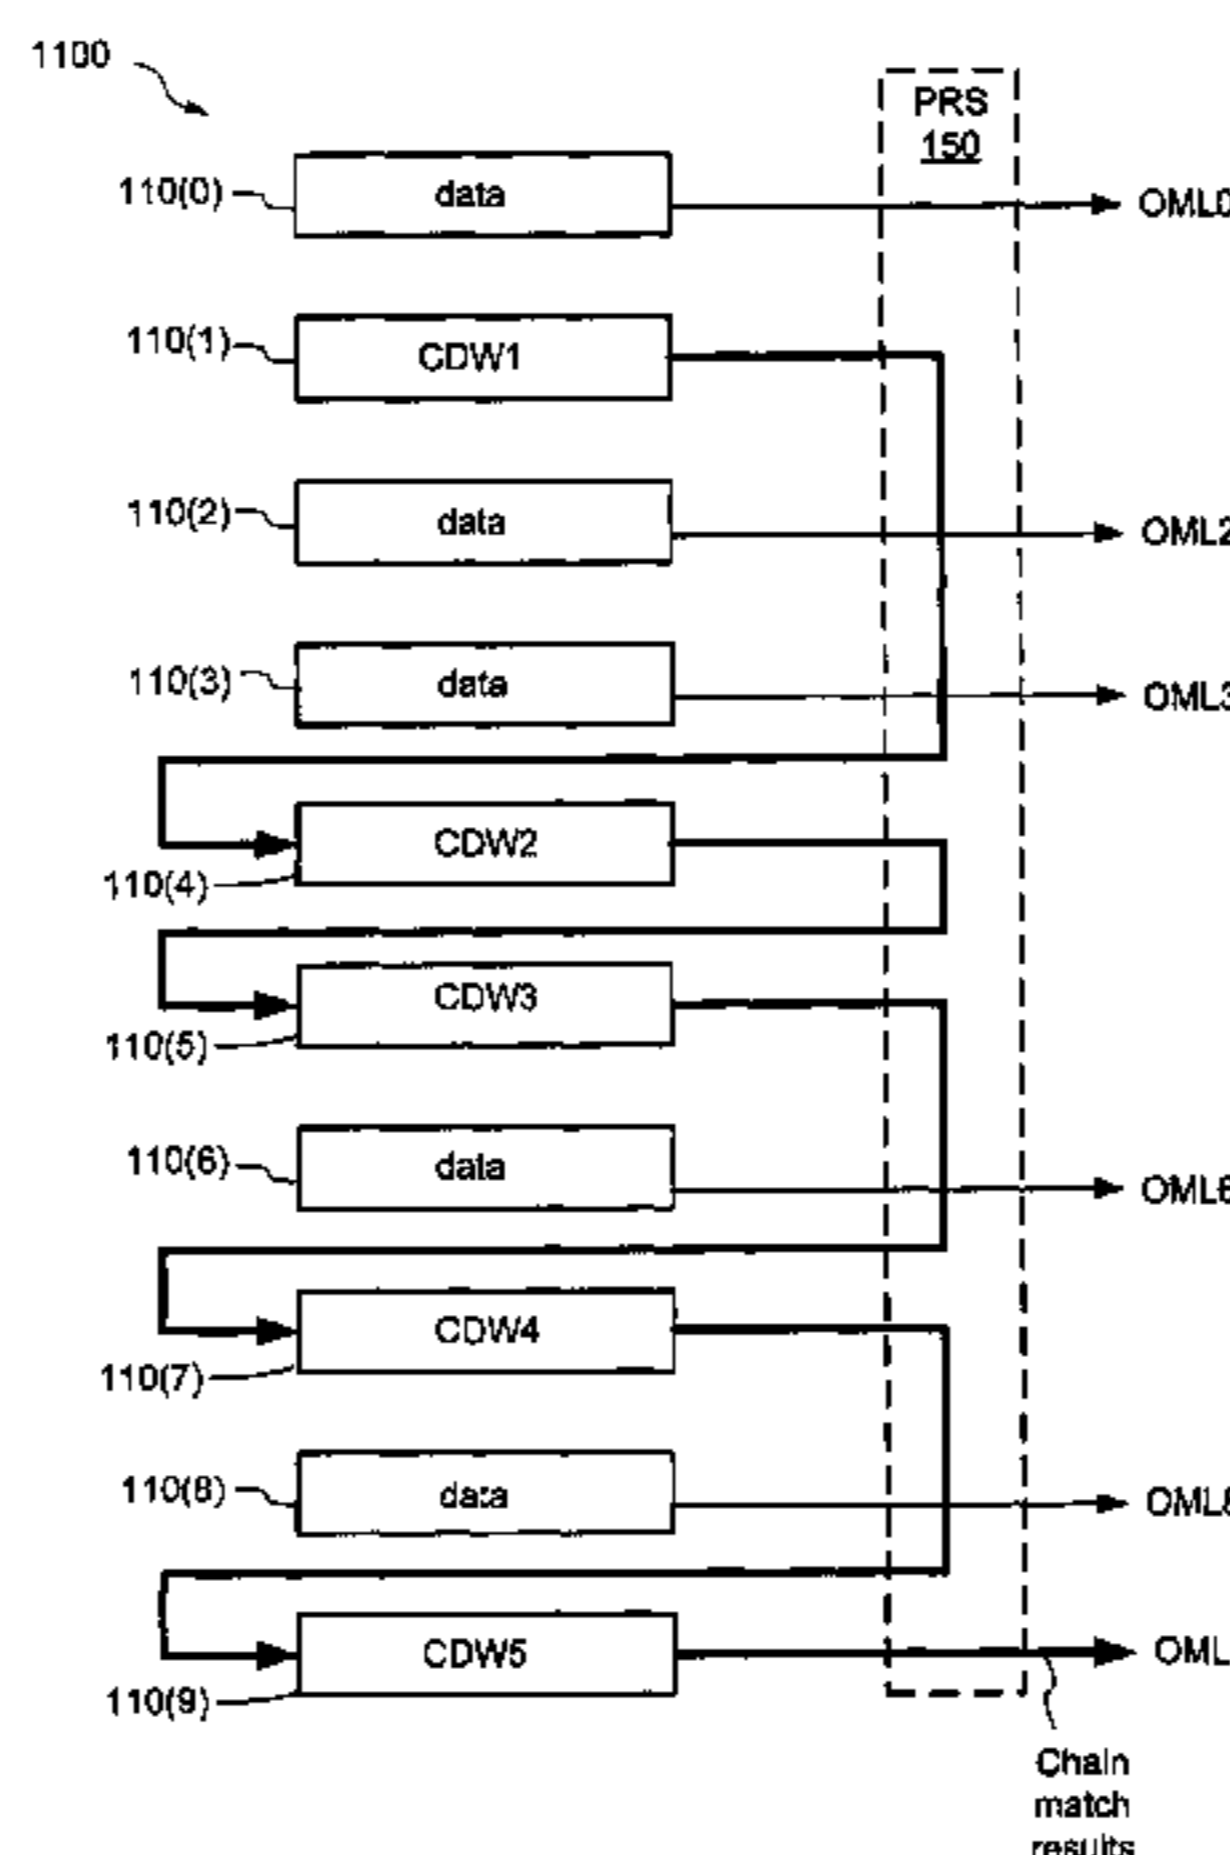 1100
PRS
150
110(0)
data
OML0
110(1)
CDW1
110(2)
data
OML2
110(3)
data
OML3
CDW2
110(4)
CDW3
110(5)
110(6)
data
OML6
CDW4
110(7)
110(8)
data
OML8
CDW5
OML
110(9)
Chain
match
results